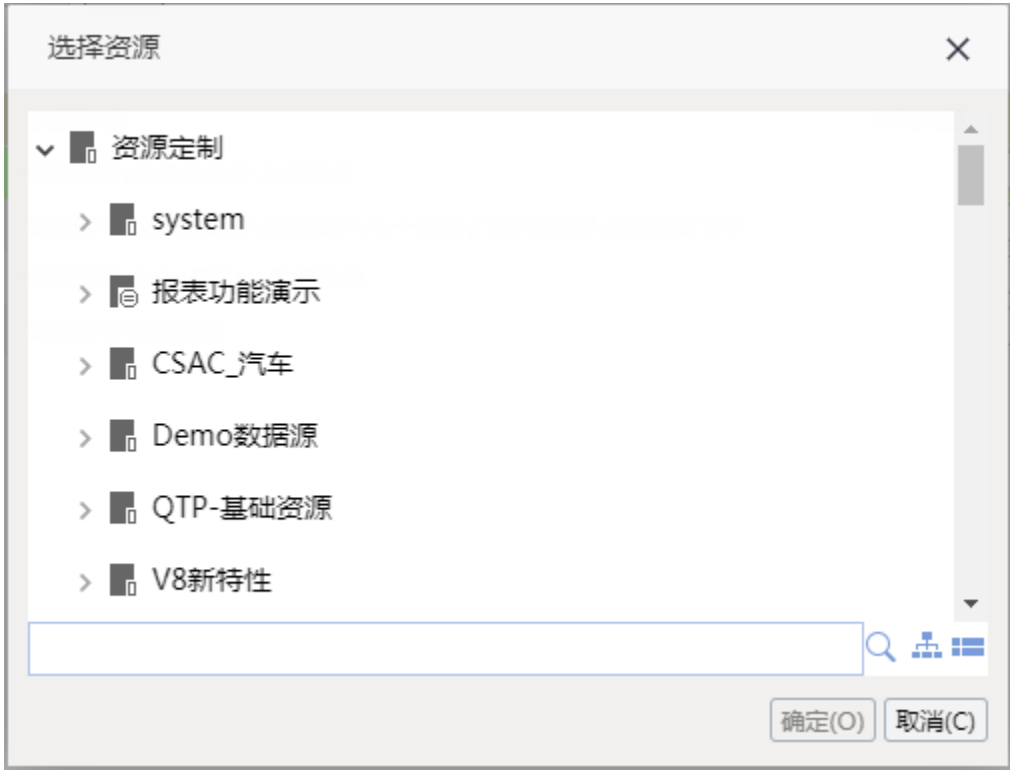 选择资源
资源定制
system
报表功能演示
CSAC_汽车
Demo数据源
QTP-基础资源
V8新特性
确定(O) 取消(C)